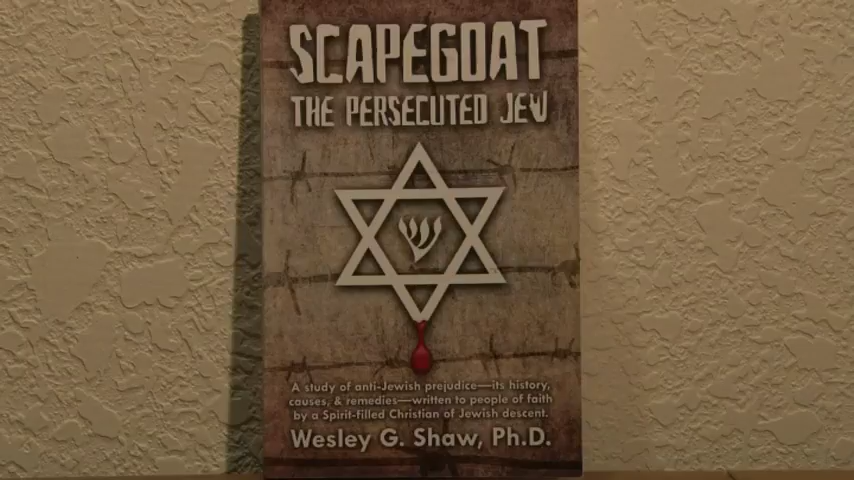 SCAPEGOAT
THE PERSECUTED JEW
ש
A study of anti-Jewish prejudice—its history,
causes, & remedies—written to people of faith
by a Spirit-filled Christian of Jewish descent.
Wesley G. Shaw, Ph.D.